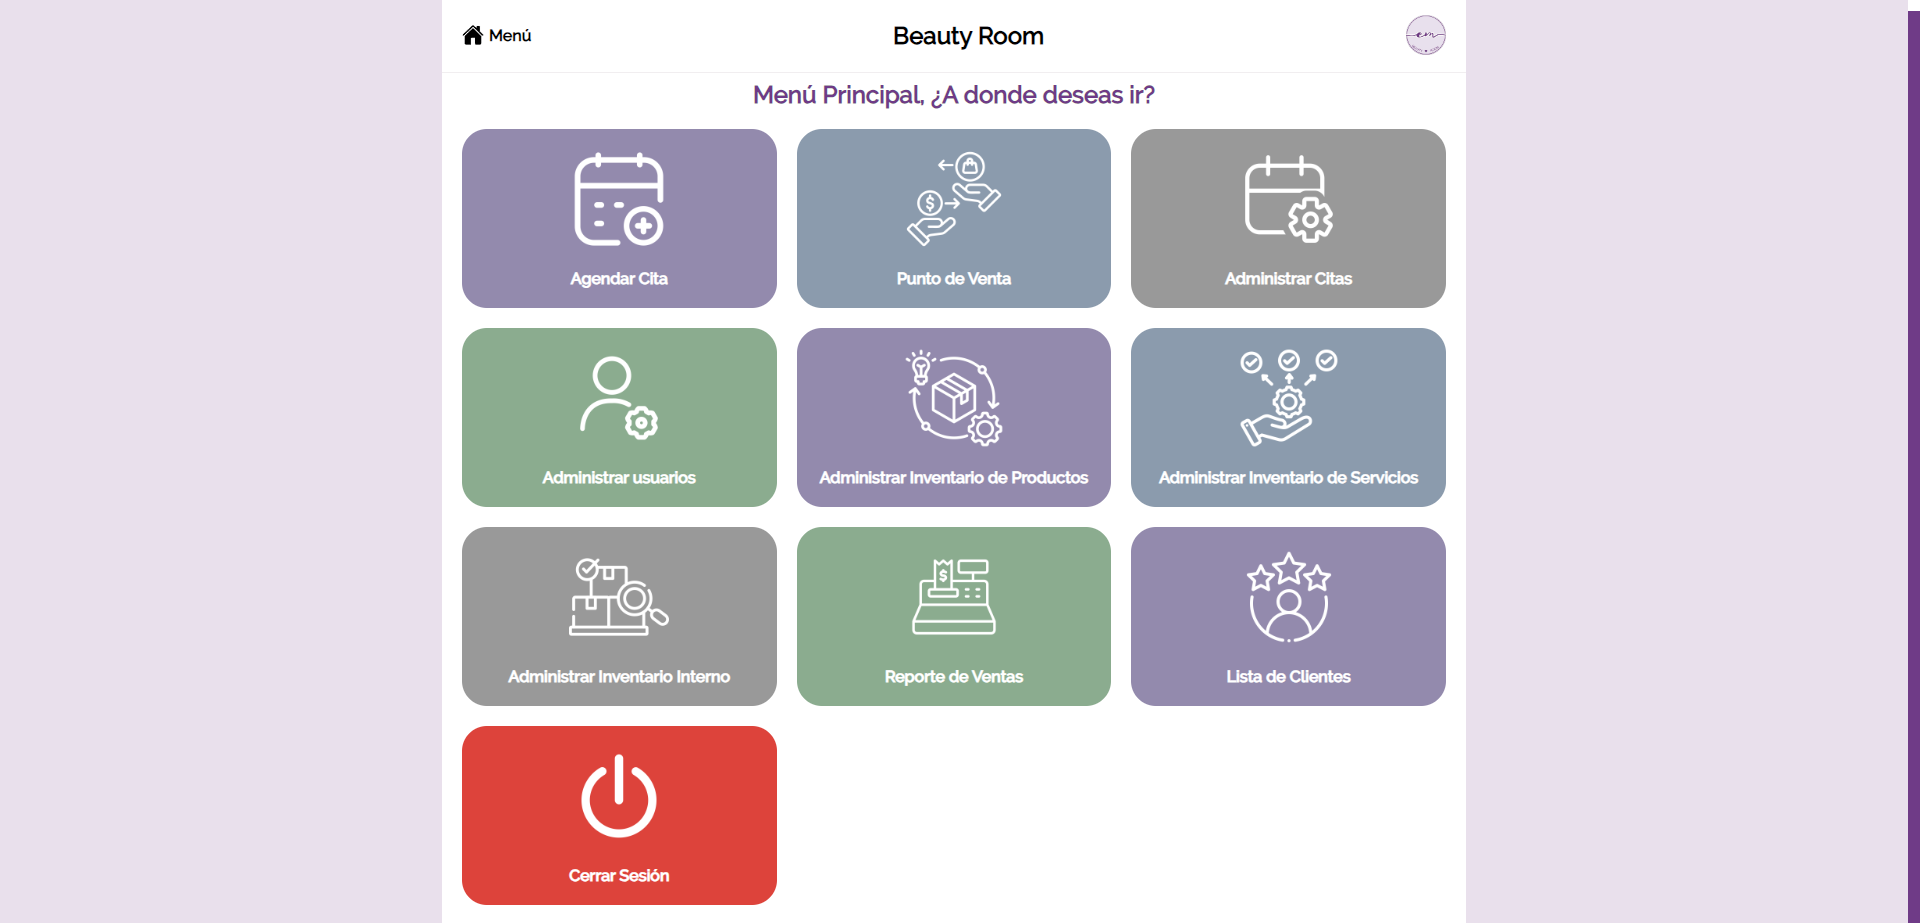 Menú
Beauty Room
em
Menú Principal, ¿A donde deseas ir?
Agendar Cita
Punto de Venta
Administrar Citas
Administrar usuarios
Administrar Inventario de Productos
Administrar Inventario de Servicios
Administrar Inventario Interno
Reporte de Ventas
Lista de Clientes
Cerrar Sesión